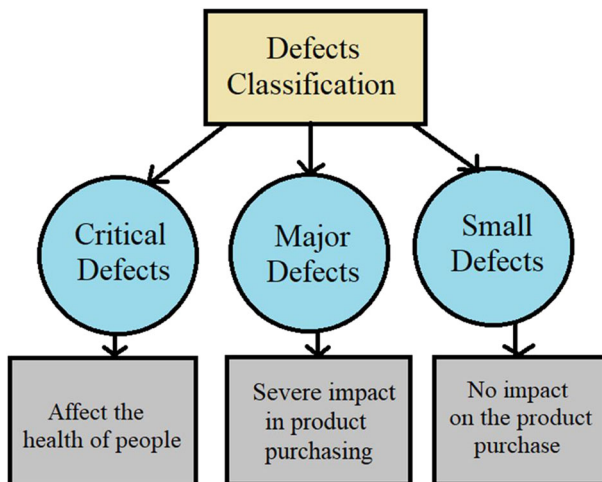 Defects
Classification
Critical
Defects
Major
Defects
Small
Defects
Affect the
health of people
Severe impact
in product
purchasing
No impact
on the product
purchase